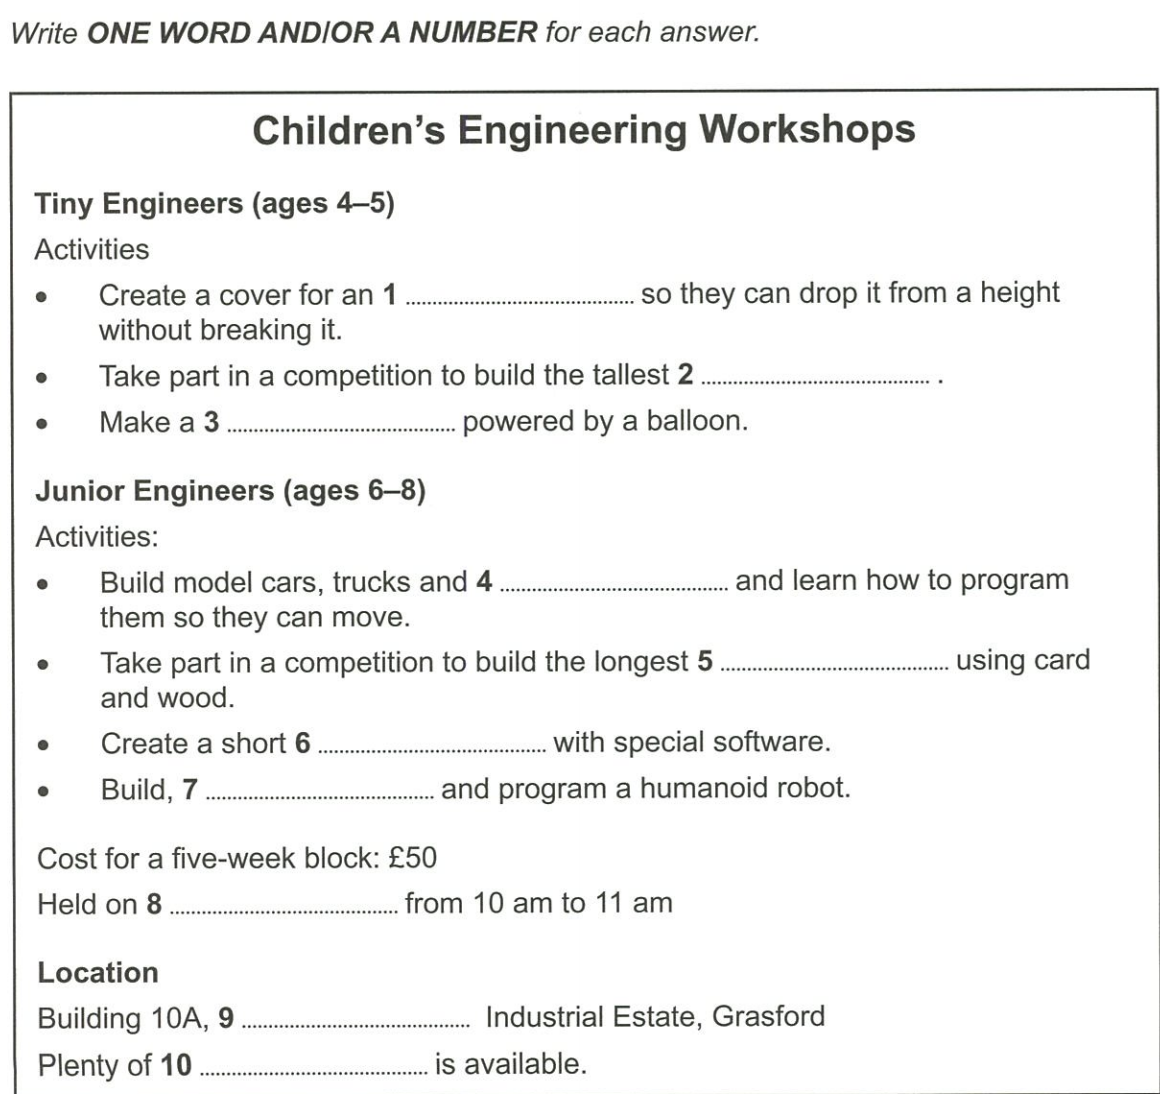 Write ONE WORD AND/OR A NUMBER for each answer.
Children's Engineering Workshops
Tiny Engineers (ages 4–5)
Activities
• Create a cover for an 1 .................................. so they can drop it from a height
without breaking it.
• Take part in a competition to build the tallest 2 .................................. .
• Make a 3 .................................. powered by a balloon.
Junior Engineers (ages 6–8)
Activities:
• Build model cars, trucks and 4 .................................. and learn how to program
them so they can move.
• Take part in a competition to build the longest 5 .................................. using card
and wood.
• Create a short 6 .................................. with special software.
• Build, 7 .................................. and program a humanoid robot.
Cost for a five-week block: £50
Held on 8 .................................. from 10 am to 11 am
Location
Building 10A, 9 .................................. Industrial Estate, Grasford
Plenty of 10 .................................. is available.